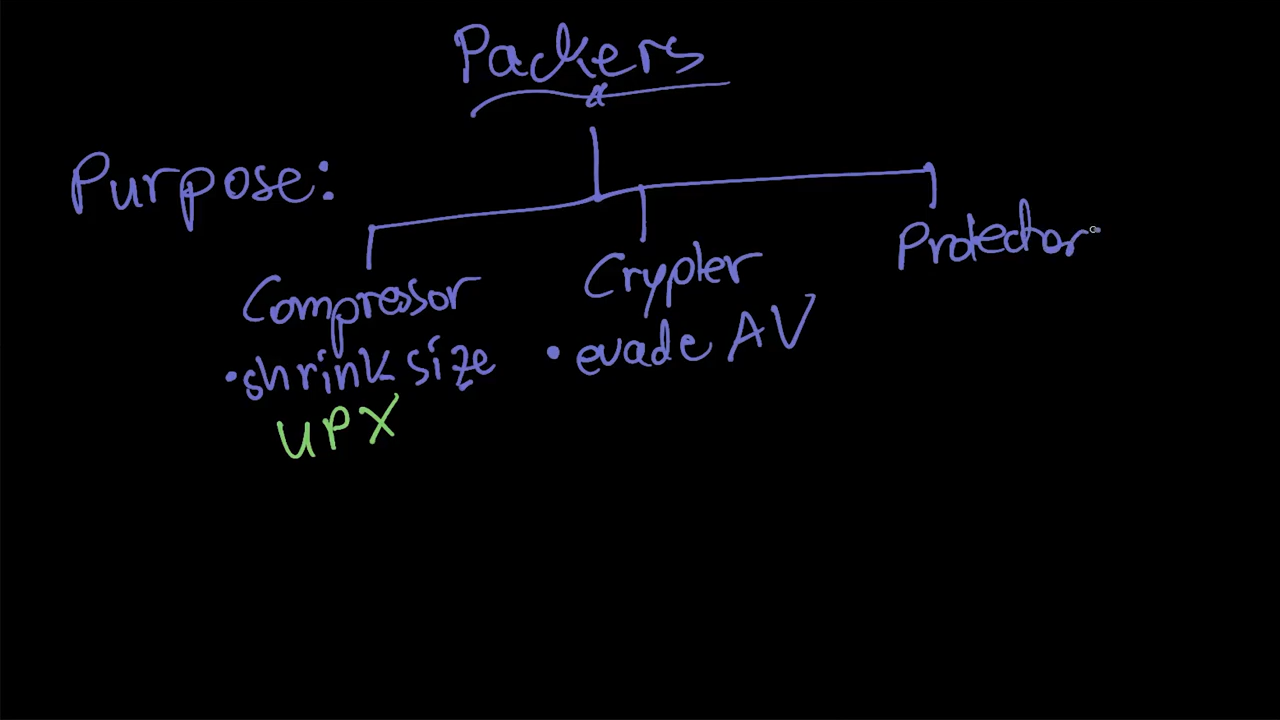 Packers
Purpose:
Compressor
• shrink size
UPX
Crypter
• evade AV
Protector